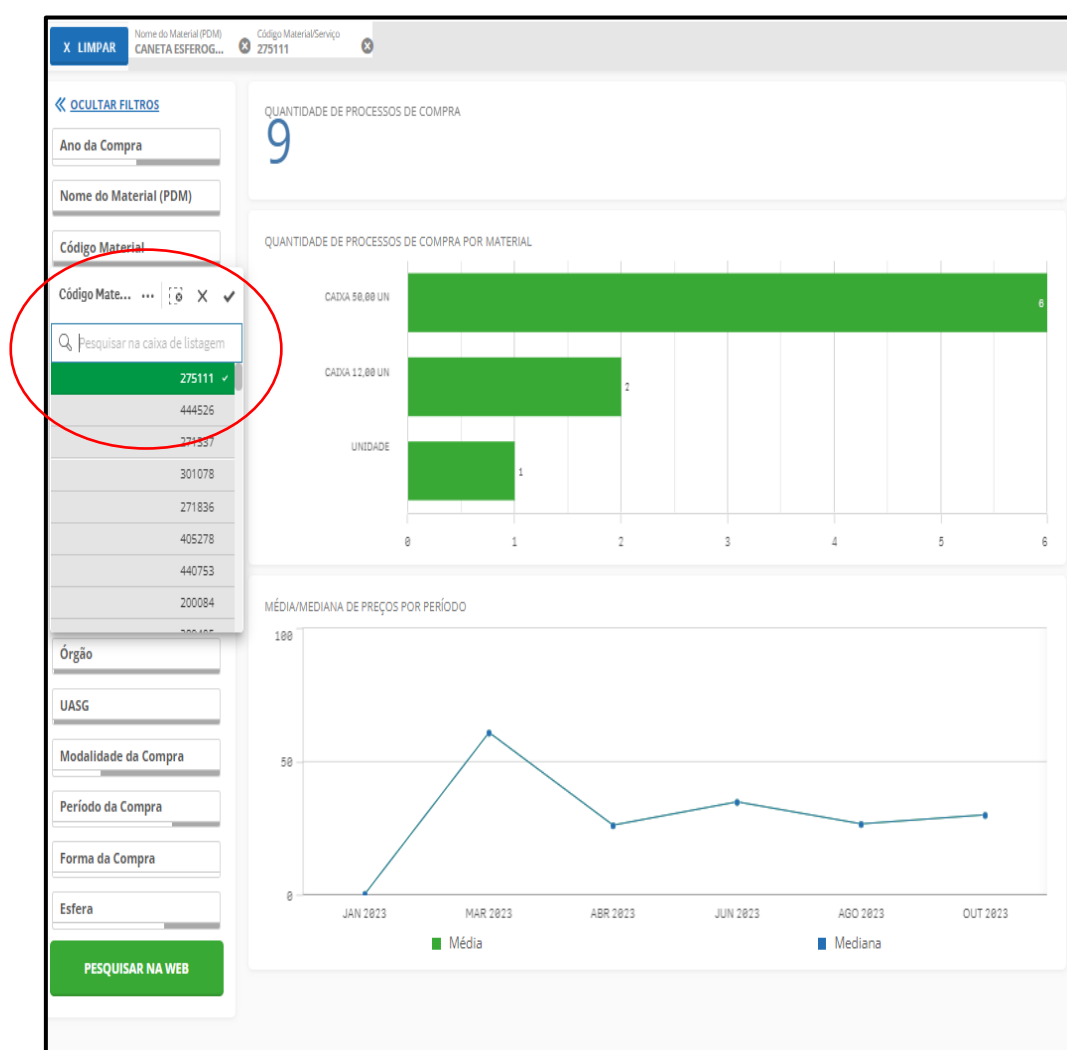 X LIMPAR
Nome do Material (PDM)
CANETA ESFEROG...
Código Material/Serviço
275111
OCULTAR FILTROS
Ano da Compra
Nome do Material (PDM)
Código Material
Código Mate... ...
Pesquisar na caixa de listagem
275111
444526
271337
301078
271836
405278
440753
200084
Órgão
UASG
Modalidade da Compra
Período da Compra
Forma da Compra
Esfera
PESQUISAR NA WEB
QUANTIDADE DE PROCESSOS DE COMPRA
9
QUANTIDADE DE PROCESSOS DE COMPRA POR MATERIAL
CAIXA 50,00 UN
6
CAIXA 12,00 UN
2
UNIDADE
1
0 1 2 3 4 5 6
MÉDIA/MEDIANA DE PREÇOS POR PERÍODO
100
50
0
JAN 2023 MAR 2023 ABR 2023 JUN 2023 AGO 2023 OUT 2023
Média Mediana